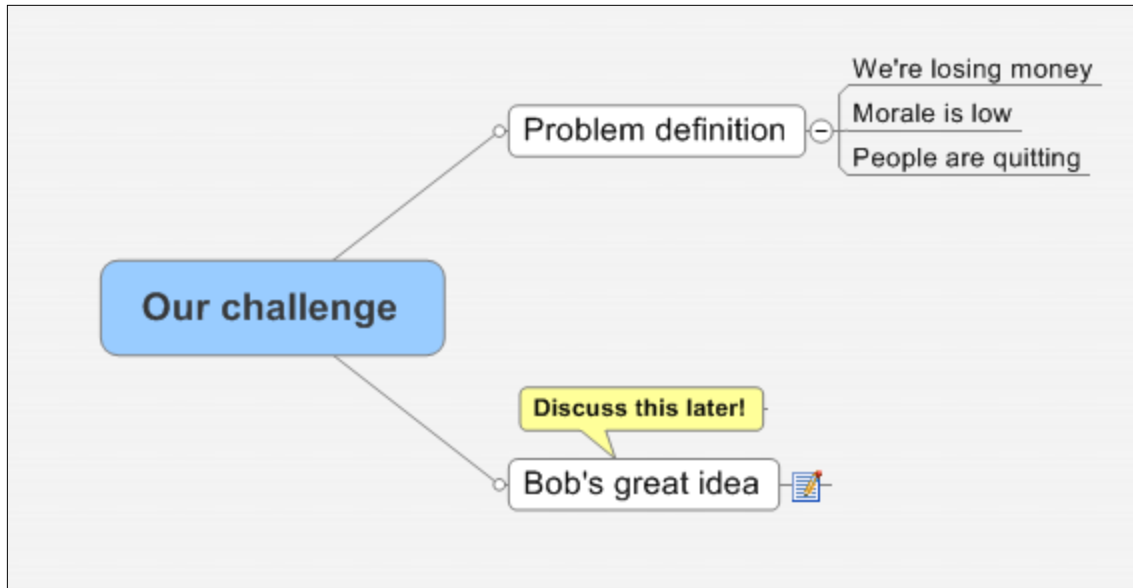 We're losing money
Problem definition
Morale is low
People are quitting
Our challenge
Discuss this later!
Bob's great idea